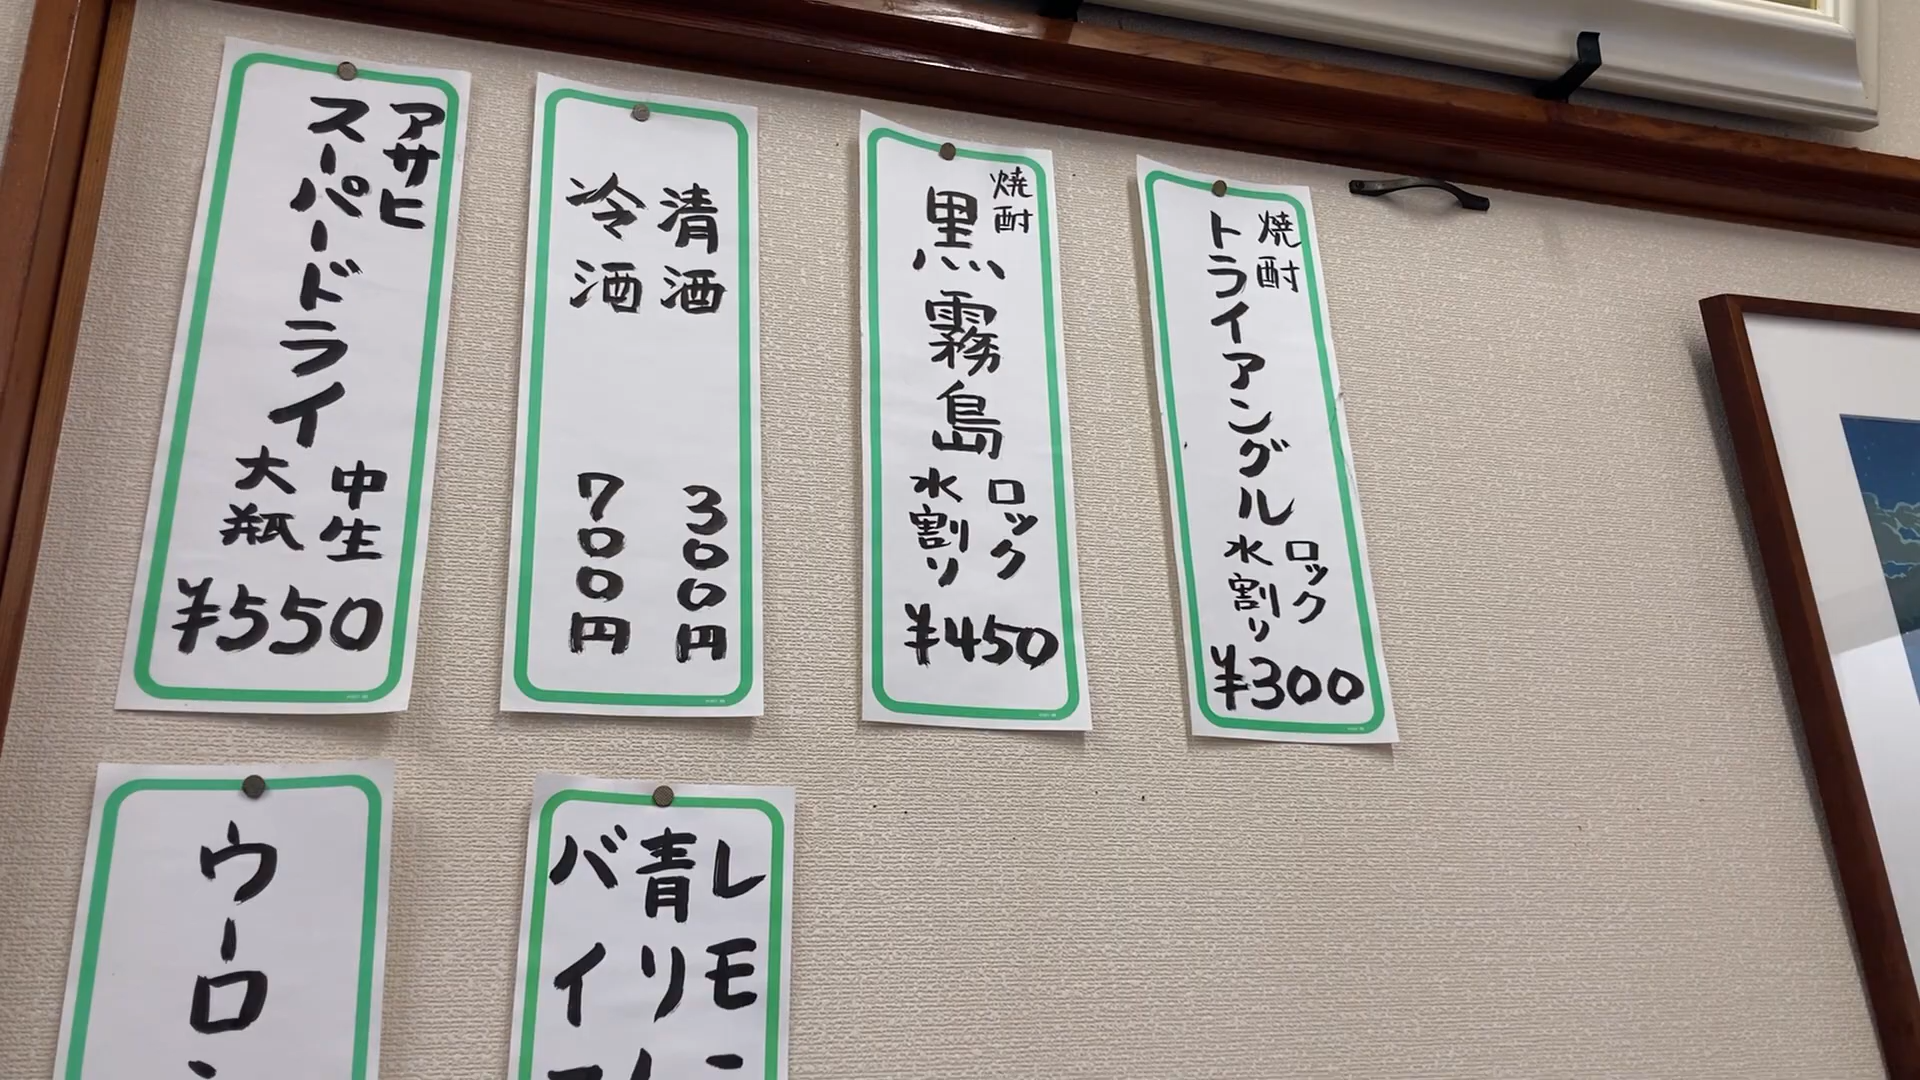 アサヒ
スーパードライ
中生
大瓶
¥550
清酒 300円
冷酒 700円
焼酎
黒霧島
ロック
水割り
¥450
焼酎
トライアングル
ロック
水割り
¥300
ウーロ
レモ
青リ
バイ